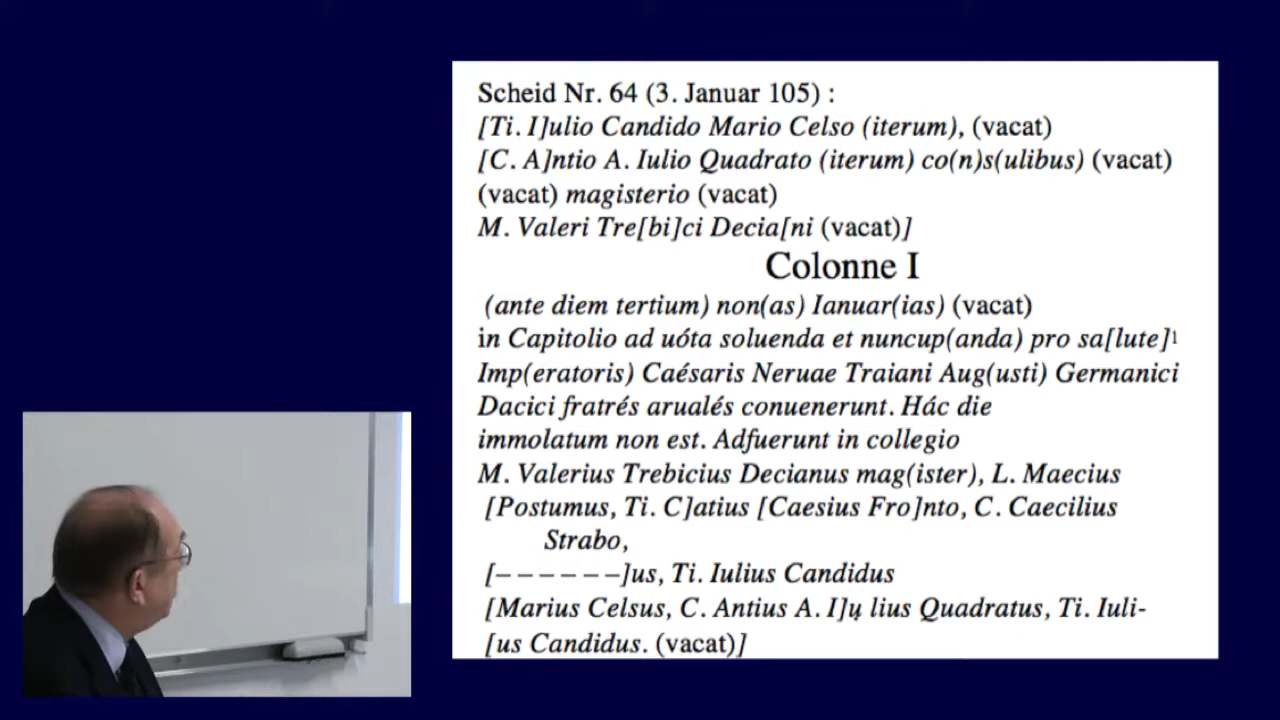 Scheid Nr. 64 (3. Januar 105) :
[Ti. I]ulio Candido Mario Celso (iterum), (vacat)
[C. A]ntio A. Iulio Quadrato (iterum) co(n)s(ulibus) (vacat)
(vacat) magisterio (vacat)
M. Valeri Tre[bi]ci Decia[ni (vacat)]
Colonne I
(ante diem tertium) non(as) Ianuar(ias) (vacat)
in Capitolio ad uóta soluenda et nuncup(anda) pro sa[lute]¹
Imp(eratoris) Caésaris Neruae Traiani Aug(usti) Germanici
Dacici fratrés arualés conuenerunt. Hác die
immolatum non est. Adfuerunt in collegio
M. Valerius Trebicius Decianus mag(ister), L. Maecius
[Postumus, Ti. C]atius [Caesius Fro]nto, C. Caecilius
Strabo,
[– – – – – –]us, Ti. Iulius Candidus
[Marius Celsus, C. Antius A. I]ụ lius Quadratus, Ti. Iuli-
[us Candidus. (vacat)]